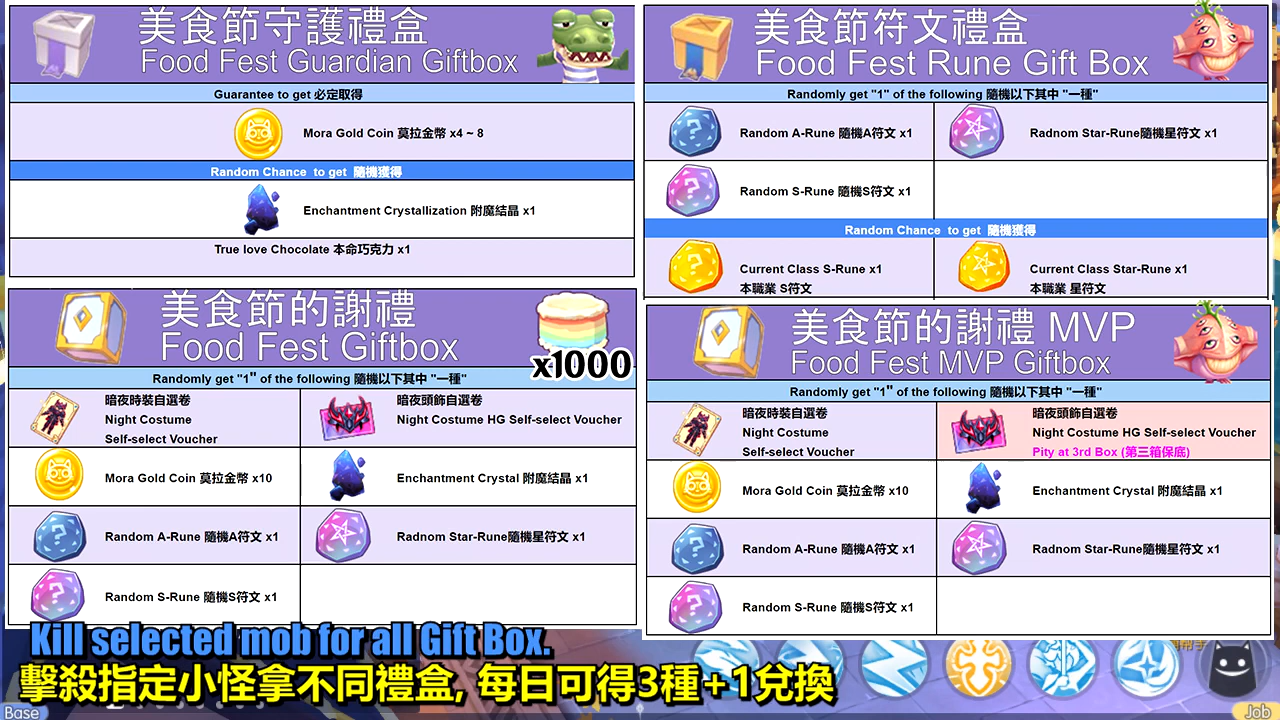 美食節守護禮盒
Food Fest Guardian Giftbox
Guarantee to get 必定取得
Mora Gold Coin 莫拉金幣 x4 ~ 8
Random Chance to get 隨機獲得
Enchantment Crystallization 附魔結晶 x1
True love Chocolate 本命巧克力 x1
美食節符文禮盒
Food Fest Rune Gift Box
Randomly get "1" of the following 隨機以下其中 "一種"
Random A-Rune 隨機A符文 x1
Radnom Star-Rune隨機星符文 x1
Random S-Rune 隨機S符文 x1
Random Chance to get 隨機獲得
Current Class S-Rune x1
本職業 S符文
Current Class Star-Rune x1
本職業 星符文
美食節的謝禮
Food Fest Giftbox
x1000
Randomly get "1" of the following 隨機以下其中 "一種"
暗夜時裝自選卷
Night Costume
Self-select Voucher
暗夜頭飾自選卷
Night Costume HG Self-select Voucher
Mora Gold Coin 莫拉金幣 x10
Enchantment Crystal 附魔結晶 x1
Random A-Rune 隨機A符文 x1
Radnom Star-Rune隨機星符文 x1
Random S-Rune 隨機S符文 x1
美食節的謝禮 MVP
Food Fest MVP Giftbox
Randomly get "1" of the following 隨機以下其中 "一種"
暗夜時裝自選卷
Night Costume
Self-select Voucher
暗夜頭飾自選卷
Night Costume HG Self-select Voucher
Pity at 3rd Box (第三箱保底)
Mora Gold Coin 莫拉金幣 x10
Enchantment Crystal 附魔結晶 x1
Random A-Rune 隨機A符文 x1
Radnom Star-Rune隨機星符文 x1
Random S-Rune 隨機S符文 x1
Kill selected mob for all Gift Box.
擊殺指定小怪拿不同禮盒, 每日可得3種+1兌換
Base
Job